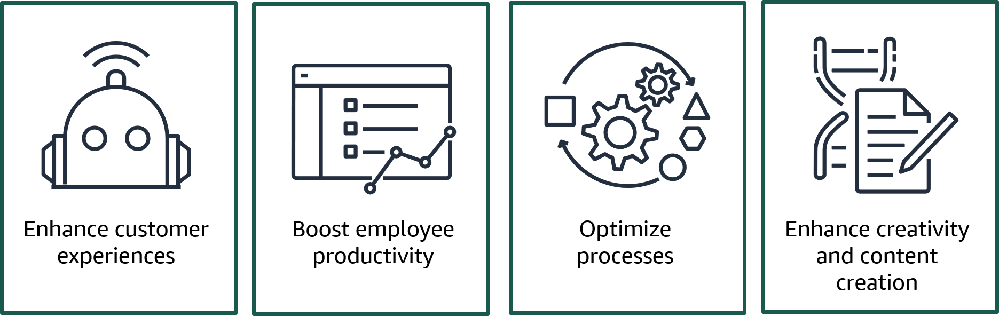 Enhance customer
experiences
Boost employee
productivity
Optimize
processes
Enhance creativity
and content
creation